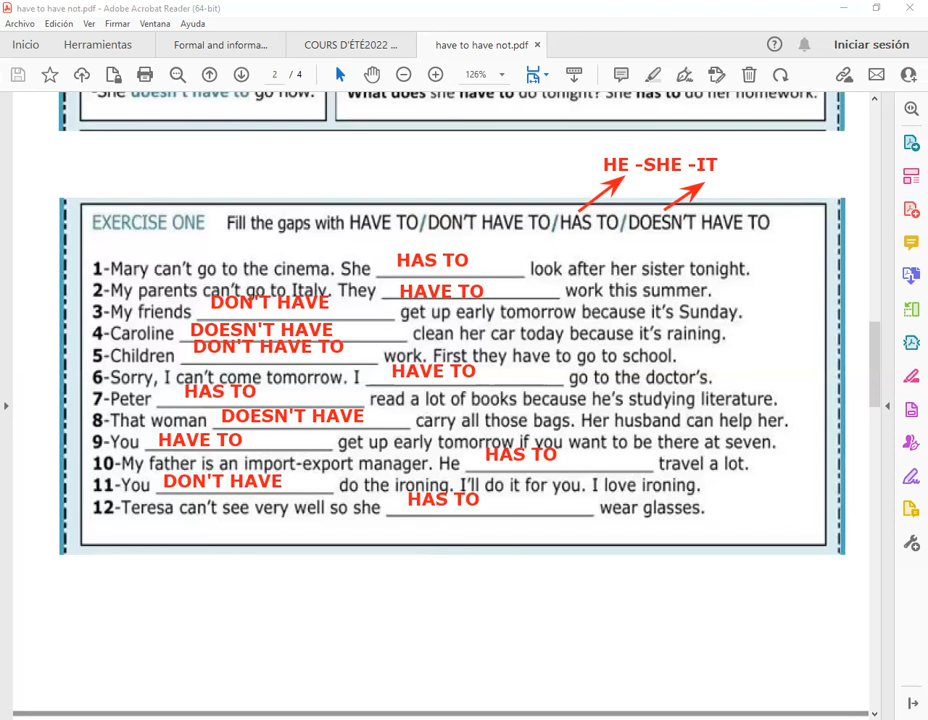 have to have not.pdf - Adobe Acrobat Reader (64-bit)
Archivo Edición Ver Firmar Ventana Ayuda
Inicio Herramientas Formal and informa... COURS D'ÉTÉ2022 ... have to have not.pdf × Iniciar sesión
2 / 4 126%
-She doesn't have to go now. What does she have to do tonight? She has to do her homework.
HE -SHE -IT
EXERCISE ONE Fill the gaps with HAVE TO/DON'T HAVE TO/HAS TO/DOESN'T HAVE TO
1-Mary can't go to the cinema. She HAS TO look after her sister tonight.
2-My parents can't go to Italy. They HAVE TO work this summer.
3-My friends DON'T HAVE get up early tomorrow because it's Sunday.
4-Caroline DOESN'T HAVE clean her car today because it's raining.
5-Children DON'T HAVE TO work. First they have to go to school.
6-Sorry, I can't come tomorrow. I HAVE TO go to the doctor's.
7-Peter HAS TO read a lot of books because he's studying literature.
8-That woman DOESN'T HAVE carry all those bags. Her husband can help her.
9-You HAVE TO get up early tomorrow if you want to be there at seven.
10-My father is an import-export manager. He HAS TO travel a lot.
11-You DON'T HAVE do the ironing. I'll do it for you. I love ironing.
12-Teresa can't see very well so she HAS TO wear glasses.